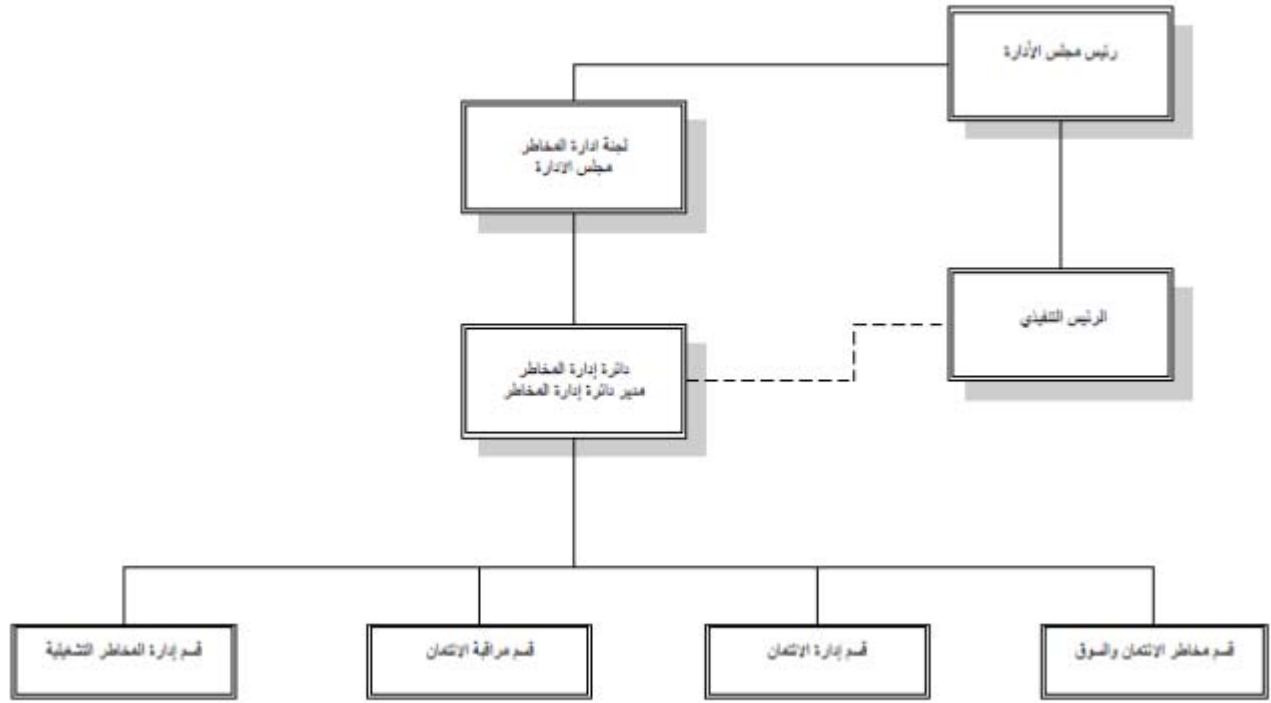 رئيس مجلس الأدارة
لجنة ادارة المخاطر
مجلس الادارة
الرئيس التنفيذي
دائرة إدارة المخاطر
مدير دائرة إدارة المخاطر
قسم مخاطر الائتمان والسوق
قسم إدارة الائتمان
قسم مراقبة الائتمان
قسم إدارة المخاطر التشغيلية